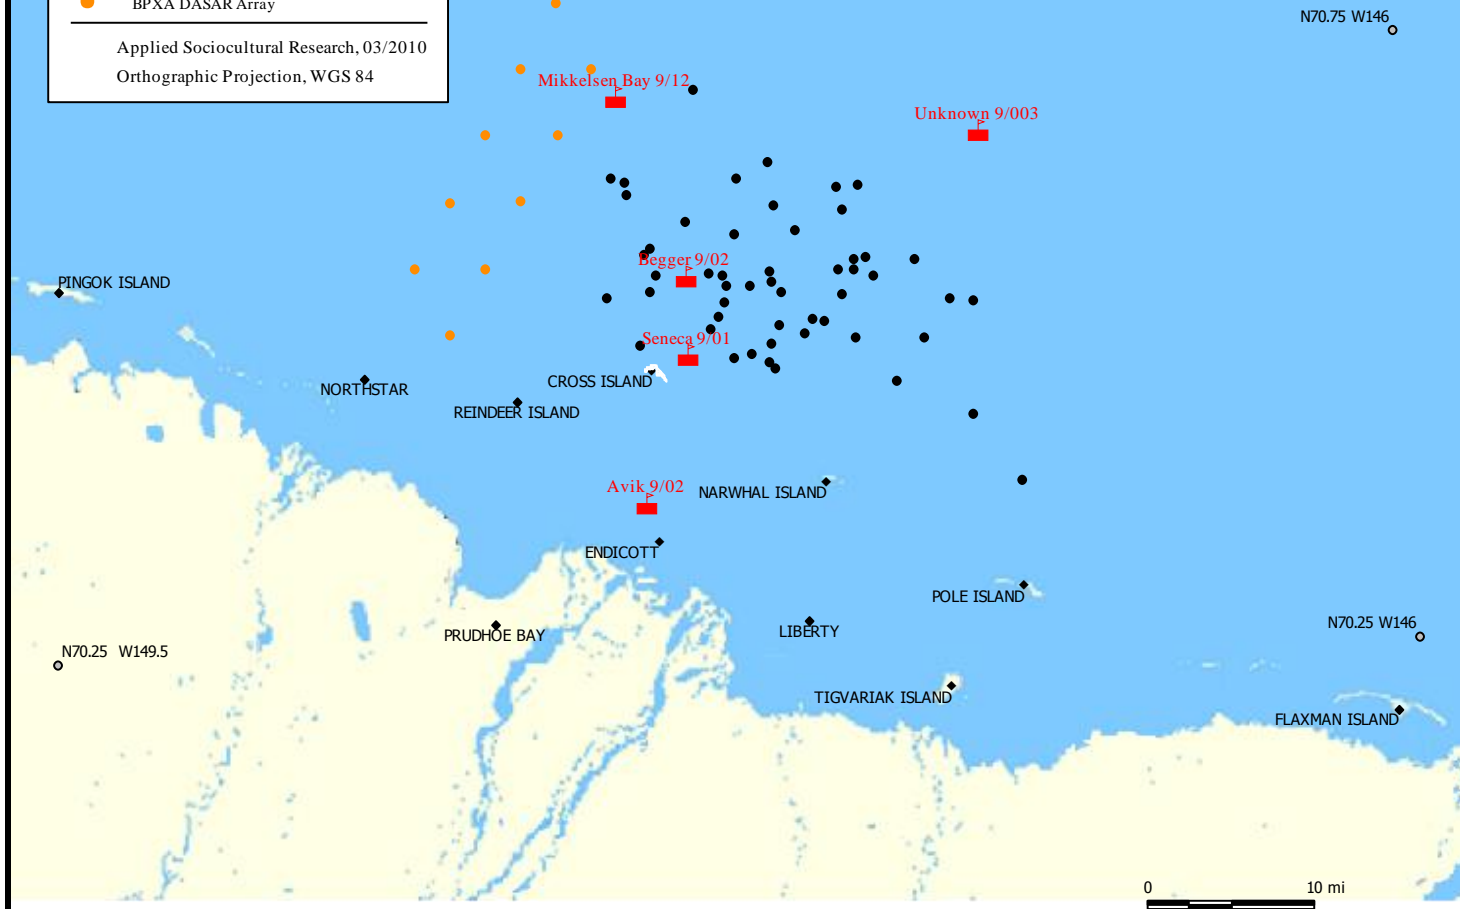 BPXA DASAR Array
Applied Sociocultural Research, 03/2010
Orthographic Projection, WGS 84
N70.75 W146
Mikkelsen Bay 9/12
Unknown 9/003
Begger 9/02
PINGOK ISLAND
Seneca 9/01
CROSS ISLAND
NORTHSTAR
REINDEER ISLAND
Avik 9/02
NARWHAL ISLAND
ENDICOTT
POLE ISLAND
PRUDHOE BAY
LIBERTY
N70.25 W146
N70.25 W149.5
TIGVARIAK ISLAND
FLAXMAN ISLAND
0 10 mi